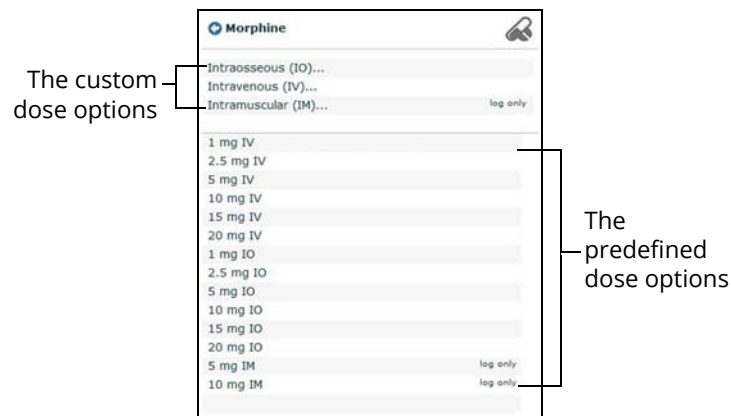 Morphine
The custom
dose options
Intraosseous (IO)...
Intravenous (IV)...
Intramuscular (IM)... log only
1 mg IV
2.5 mg IV
5 mg IV
10 mg IV
15 mg IV
20 mg IV
1 mg IO
2.5 mg IO
5 mg IO
10 mg IO
15 mg IO
20 mg IO
5 mg IM log only
10 mg IM log only
The
predefined
dose options